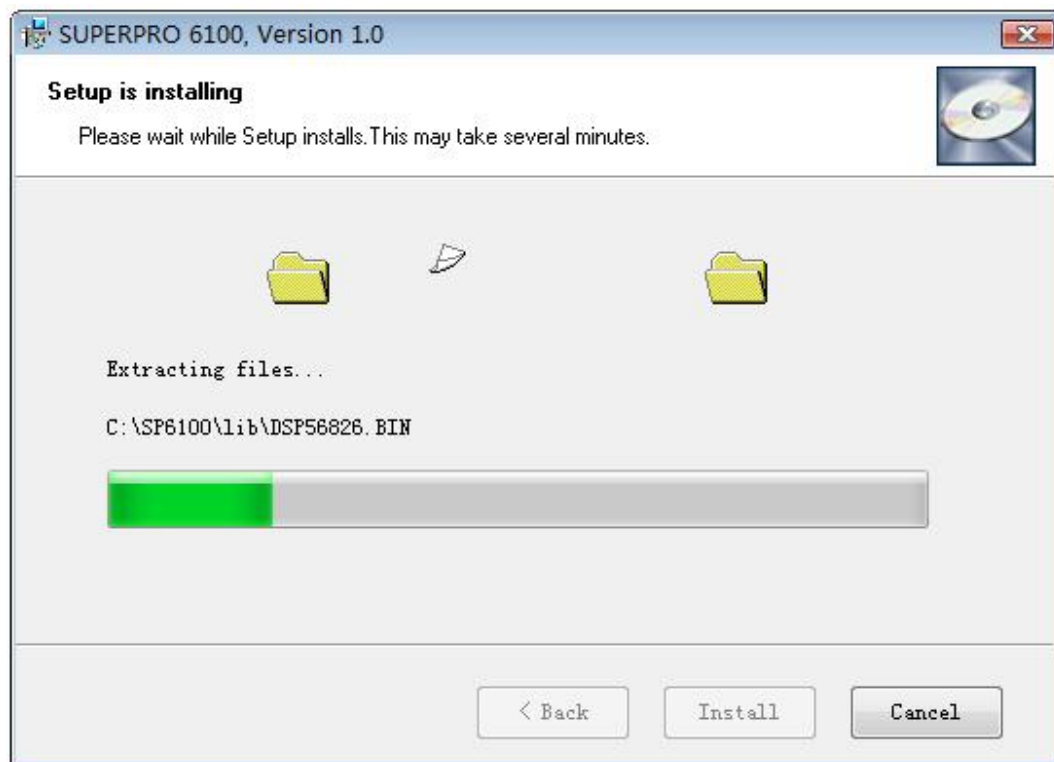 SUPERPRO 6100, Version 1.0
Setup is installing
Please wait while Setup installs.This may take several minutes.
Extracting files...
C:\SP6100\lib\DSP56826.BIN
< Back
Install
Cancel